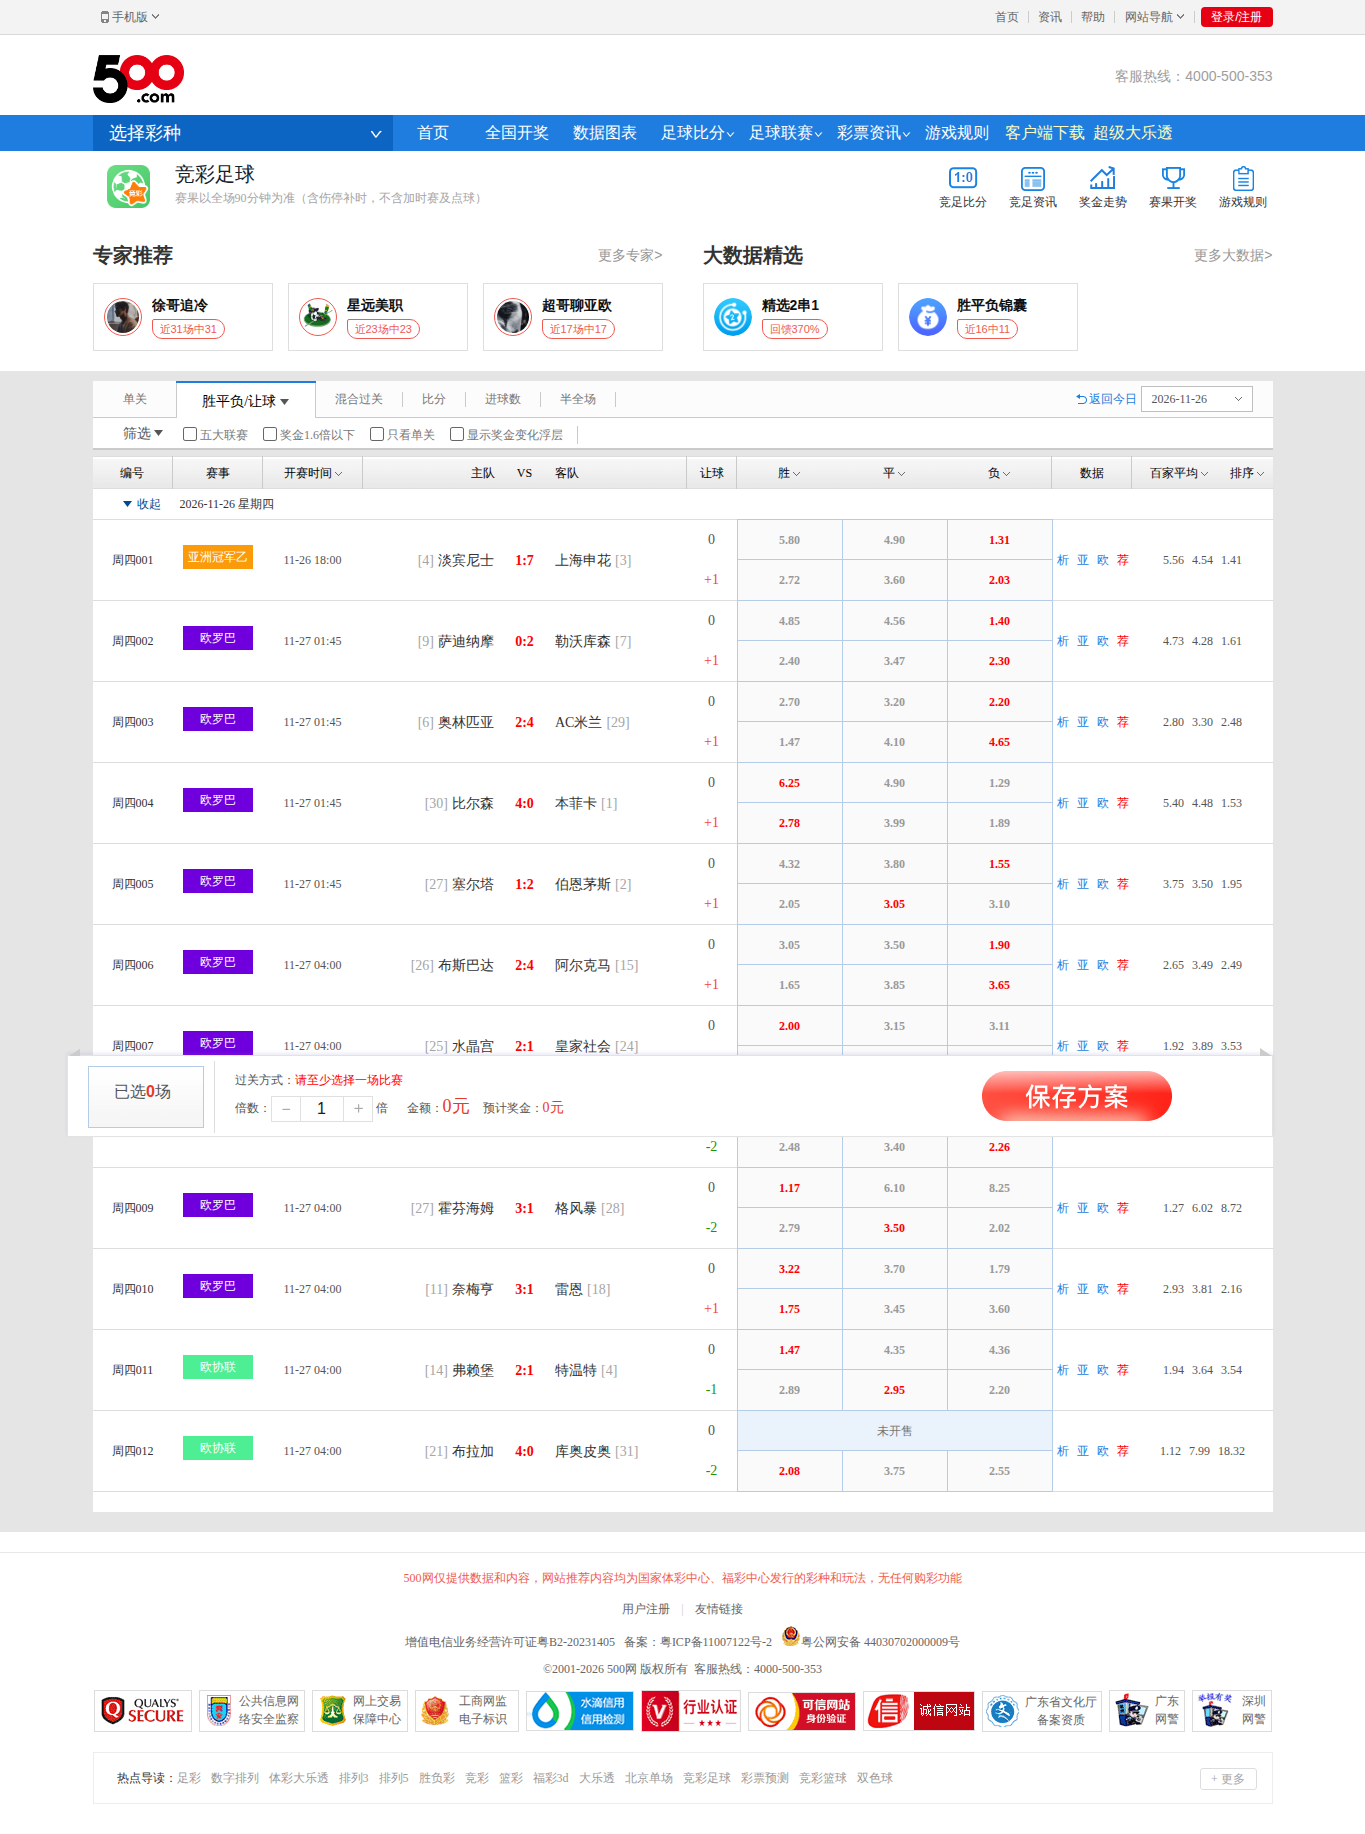 手机版 首页 资讯 帮助 网站导航 登录/注册
500.com 客服热线：4000-500-353
选择彩种 首页 全国开奖 数据图表 足球比分 足球联赛 彩票资讯 游戏规则 客户端下载 超级大乐透
竞彩足球
赛果以全场90分钟为准（含伤停补时，不含加时赛及点球）
1:0
竞足比分 竞足资讯 奖金走势 赛果开奖 游戏规则
专家推荐 更多专家> 大数据精选 更多大数据>
徐哥追冷 星远美职 超哥聊亚欧 精选2串1 胜平负锦囊
近31场中31 近23场中23 近17场中17 回馈370% 近16中11
单关 胜平负/让球 混合过关 比分 进球数 半全场 返回今日 2026-11-26
筛选 五大联赛 奖金1.6倍以下 只看单关 显示奖金变化浮层
编号 赛事 开赛时间 主队 VS 客队 让球 胜 平 负 数据 百家平均 排序
收起 2026-11-26 星期四
0 5.80 4.90 1.31
周四001 亚洲冠军乙 11-26 18:00 [4] 淡宾尼士 1:7 上海申花 [3] 析 亚 欧 荐 5.56 4.54 1.41
+1 2.72 3.60 2.03
0 4.85 4.56 1.40
周四002 欧罗巴 11-27 01:45 [9] 萨迪纳摩 0:2 勒沃库森 [7] 析 亚 欧 荐 4.73 4.28 1.61
+1 2.40 3.47 2.30
0 2.70 3.20 2.20
周四003 欧罗巴 11-27 01:45 [6] 奥林匹亚 2:4 AC米兰 [29] 析 亚 欧 荐 2.80 3.30 2.48
+1 1.47 4.10 4.65
0 6.25 4.90 1.29
周四004 欧罗巴 11-27 01:45 [30] 比尔森 4:0 本菲卡 [1] 析 亚 欧 荐 5.40 4.48 1.53
+1 2.78 3.99 1.89
0 4.32 3.80 1.55
周四005 欧罗巴 11-27 01:45 [27] 塞尔塔 1:2 伯恩茅斯 [2] 析 亚 欧 荐 3.75 3.50 1.95
+1 2.05 3.05 3.10
0 3.05 3.50 1.90
周四006 欧罗巴 11-27 04:00 [26] 布斯巴达 2:4 阿尔克马 [15] 析 亚 欧 荐 2.65 3.49 2.49
+1 1.65 3.85 3.65
0 2.00 3.15 3.11
周四007 欧罗巴 11-27 04:00 [25] 水晶宫 2:1 皇家社会 [24] 析 亚 欧 荐 1.92 3.89 3.53
已选0场 过关方式：请至少选择一场比赛
倍数： − 1 + 倍 金额：0元 预计奖金：0元 保存方案
-2 2.48 3.40 2.26
0 1.17 6.10 8.25
周四009 欧罗巴 11-27 04:00 [27] 霍芬海姆 3:1 格风暴 [28] 析 亚 欧 荐 1.27 6.02 8.72
-2 2.79 3.50 2.02
0 3.22 3.70 1.79
周四010 欧罗巴 11-27 04:00 [11] 奈梅亨 3:1 雷恩 [18] 析 亚 欧 荐 2.93 3.81 2.16
+1 1.75 3.45 3.60
0 1.47 4.35 4.36
周四011 欧协联 11-27 04:00 [14] 弗赖堡 2:1 特温特 [4] 析 亚 欧 荐 1.94 3.64 3.54
-1 2.89 2.95 2.20
0 未开售
周四012 欧协联 11-27 04:00 [21] 布拉加 4:0 库奥皮奥 [31] 析 亚 欧 荐 1.12 7.99 18.32
-2 2.08 3.75 2.55
500网仅提供数据和内容，网站推荐内容均为国家体彩中心、福彩中心发行的彩种和玩法，无任何购彩功能
用户注册 | 友情链接
增值电信业务经营许可证粤B2-20231405 备案：粤ICP备11007122号-2 粤公网安备 44030702000009号
©2001-2026 500网 版权所有 客服热线：4000-500-353
QUALYS SECURE 公共信息网络安全监察 网上交易保障中心 工商网监电子标识 水滴信用信用检测 行业认证 可信网站身份验证 信 诚信网站 广东省文化厅备案资质 广东网警 举报有奖 深圳网警
热点导读：足彩 数字排列 体彩大乐透 排列3 排列5 胜负彩 竞彩 篮彩 福彩3d 大乐透 北京单场 竞彩足球 彩票预测 竞彩篮球 双色球 + 更多